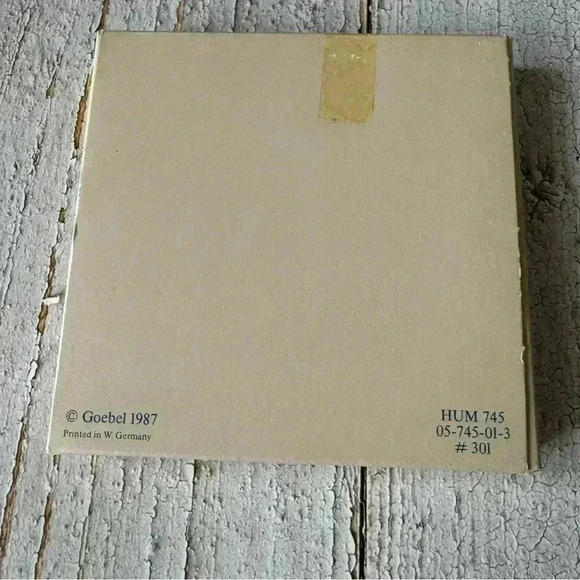 © Goebel 1987
Printed in W. Germany
HUM 745
05-745-01-3
# 301